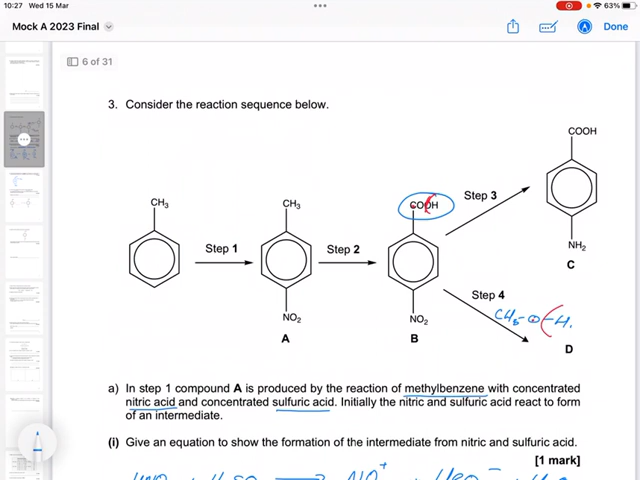 10:27 Wed 15 Mar
63%
Mock A 2023 Final
Done
6 of 31
3. Consider the reaction sequence below.
COOH
CH3
CH3
COOH
Step 3
Step 1
Step 2
NH2
C
Step 4
CH3-O-H
NO2
NO2
A
B
D
a) In step 1 compound A is produced by the reaction of methylbenzene with concentrated
nitric acid and concentrated sulfuric acid. Initially the nitric and sulfuric acid react to form
of an intermediate.
(i) Give an equation to show the formation of the intermediate from nitric and sulfuric acid.
[1 mark]